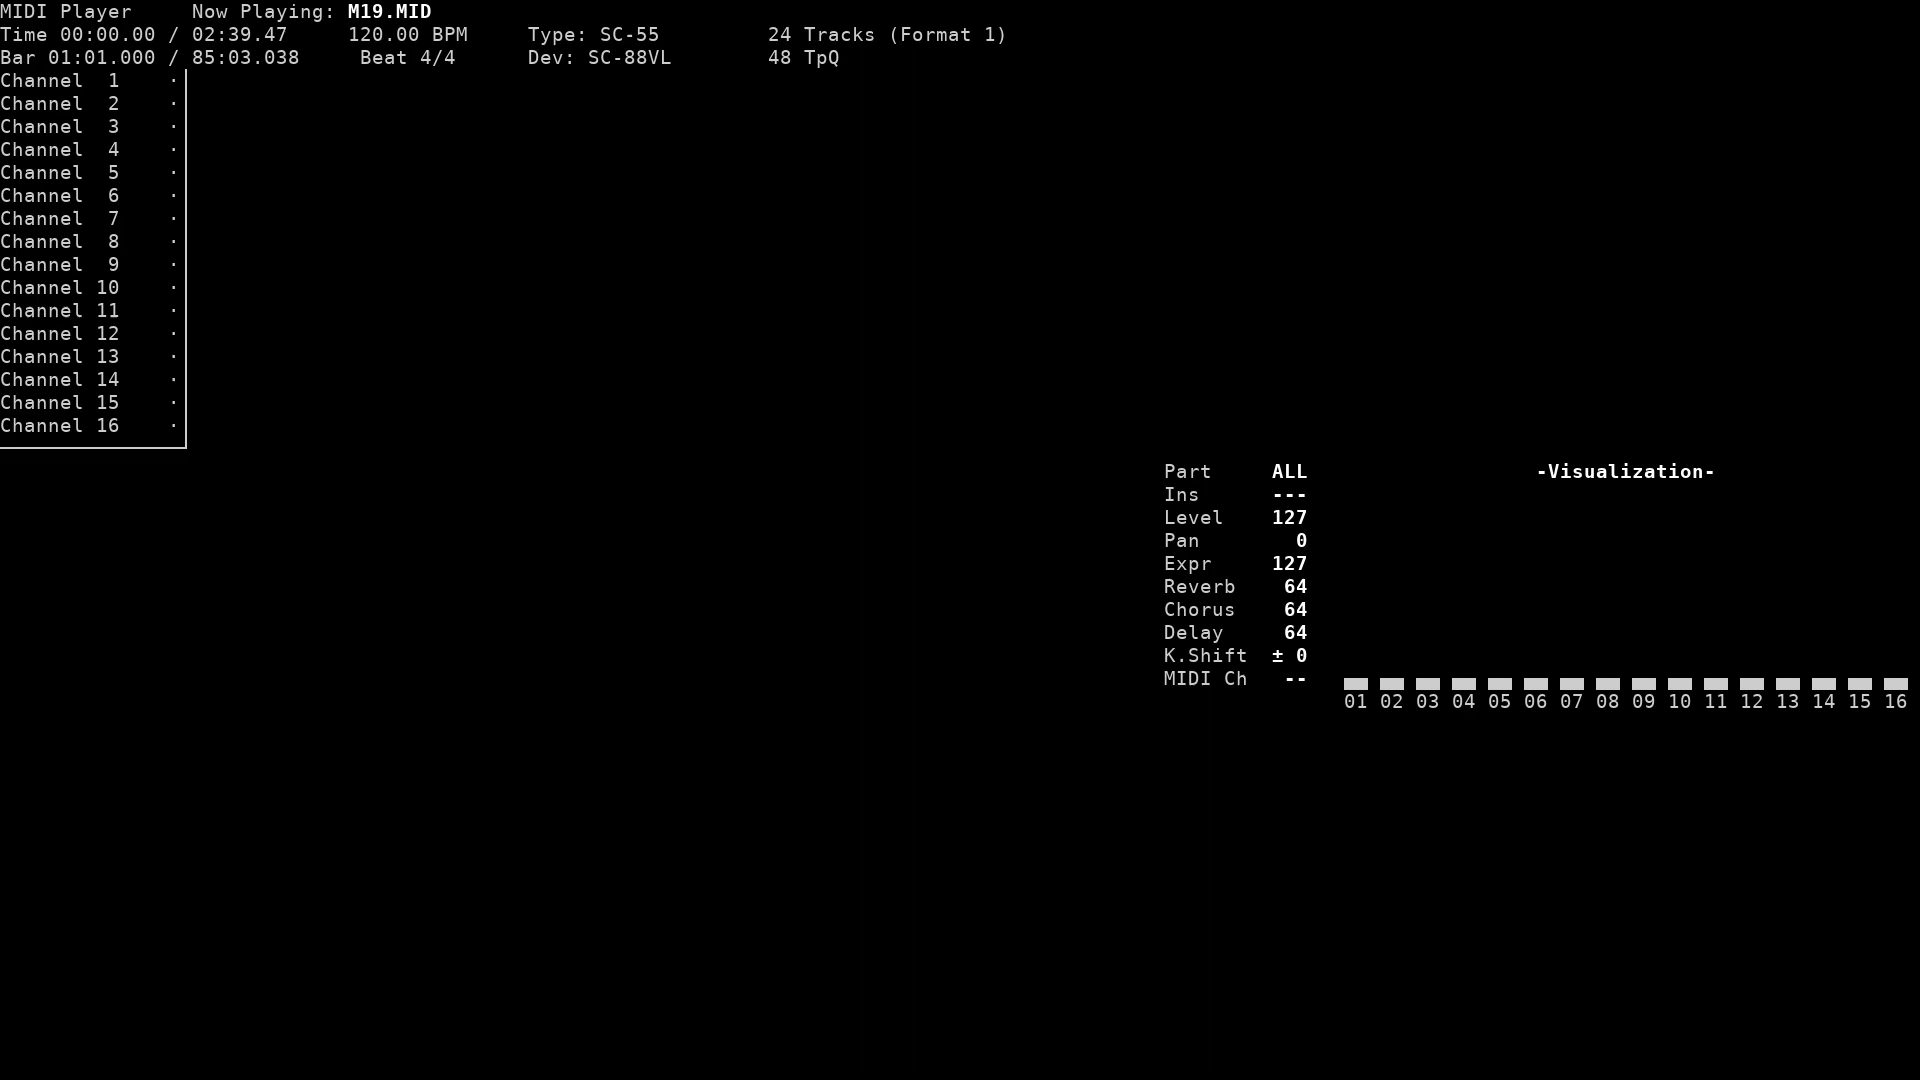 MIDI Player     Now Playing: M19.MID
Time 00:00.00 / 02:39.47     120.00 BPM     Type: SC-55         24 Tracks (Format 1)
Bar 01:01.000 / 85:03.038     Beat 4/4      Dev: SC-88VL        48 TpQ
Channel  1    ·
Channel  2    ·
Channel  3    ·
Channel  4    ·
Channel  5    ·
Channel  6    ·
Channel  7    ·
Channel  8    ·
Channel  9    ·
Channel 10    ·
Channel 11    ·
Channel 12    ·
Channel 13    ·
Channel 14    ·
Channel 15    ·
Channel 16    ·
Part     ALL                   -Visualization-
Ins      ---
Level    127
Pan        0
Expr     127
Reverb    64
Chorus    64
Delay     64
K.Shift  ± 0
MIDI Ch   --
01 02 03 04 05 06 07 08 09 10 11 12 13 14 15 16